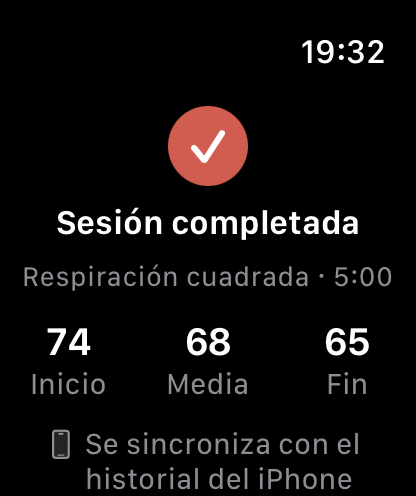 19:32
Sesión completada
Respiración cuadrada · 5:00
74 68 65
Inicio Media Fin
Se sincroniza con el
historial del iPhone